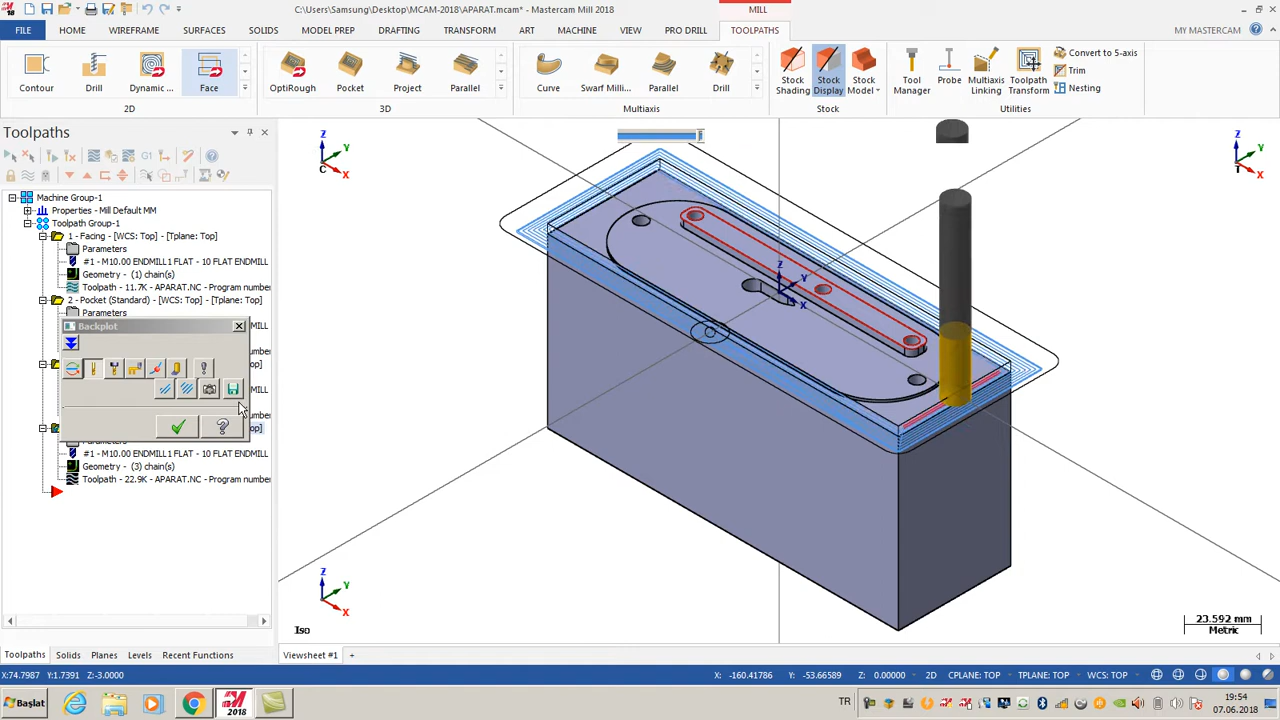 C:\Users\Samsung\Desktop\MCAM-2018\APARAT.mcam* - Mastercam Mill 2018
MILL
FILE
HOME
WIREFRAME
SURFACES
SOLIDS
MODEL PREP
DRAFTING
TRANSFORM
ART
MACHINE
VIEW
PRO DRILL
TOOLPATHS
MY MASTERCAM
Contour
Drill
Dynamic ...
Face
OptiRough
Pocket
Project
Parallel
Curve
Swarf Milli...
Parallel
Drill
Stock Shading
Stock Display
Stock Model
Tool Manager
Probe
Multiaxis Linking
Toolpath Transform
Convert to 5-axis
Trim
Nesting
2D
3D
Multiaxis
Stock
Utilities
Toolpaths
G1
Machine Group-1
Properties - Mill Default MM
Toolpath Group-1
1 - Facing - [WCS: Top] - [Tplane: Top]
Parameters
#1 - M10.00 ENDMILL1 FLAT - 10 FLAT ENDMILL
Geometry - (1) chain(s)
Toolpath - 11.7K - APARAT.NC - Program number
2 - Pocket (Standard) - [WCS: Top] - [Tplane: Top]
Parameters
Backplot
#1 - M10.00 ENDMILL1 FLAT - 10 FLAT ENDMILL
Geometry - (3) chain(s)
Toolpath - 22.9K - APARAT.NC - Program number
Z
Y
X
C
Z
Y
X
T
Z
Y
X
Z
Y
X
Iso
23.592 mm
Metric
Toolpaths
Solids
Planes
Levels
Recent Functions
Viewsheet #1
+
X:74.7987 Y:1.7391 Z:-3.0000
X: -160.41786
Y: -53.66589
Z: 0.00000
2D
CPLANE: TOP
TPLANE: TOP
WCS: TOP
Başlat
2018
TR
19:54
07.06.2018